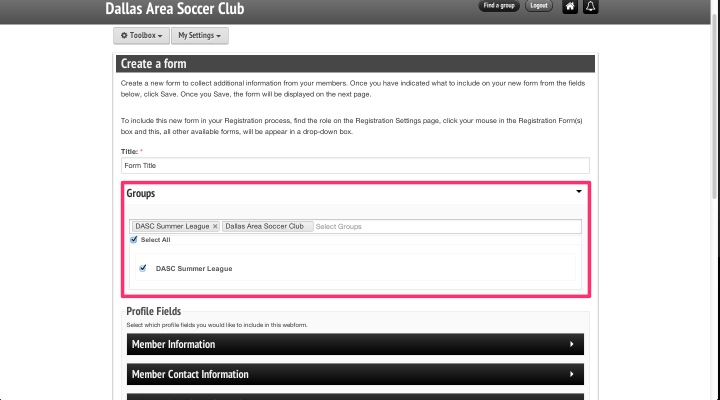 Dallas Area Soccer Club
Find a group
Logout
Toolbox
My Settings
Create a form
Create a new form to collect additional information from your members. Once you have indicated what to include on your new form from the fields
below, click Save. Once you Save, the form will be displayed on the next page.
To include this new form in your Registration process, find the role on the Registration Settings page, click your mouse in the Registration Form(s)
box and this, all other available forms, will be appear in a drop-down box.
Title: *
Form Title
Groups
DASC Summer League × Dallas Area Soccer Club Select Groups
Select All
DASC Summer League
Profile Fields
Select which profile fields you would like to include in this webform.
Member Information
Member Contact Information